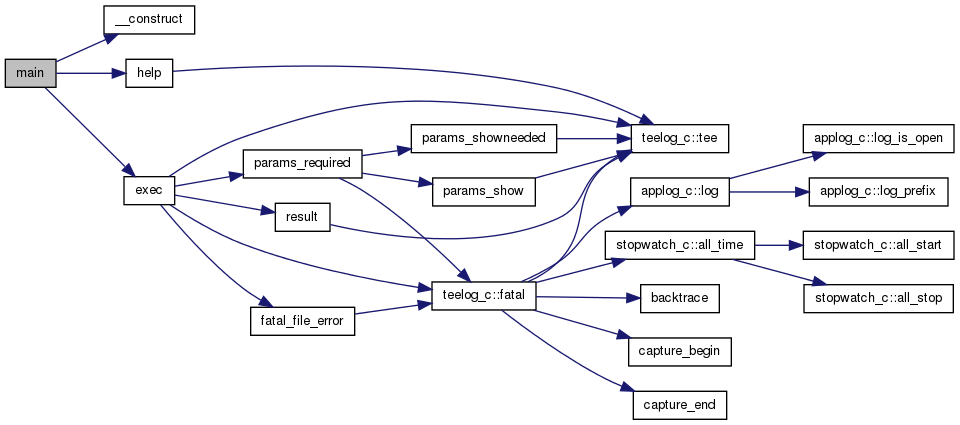 __construct
main
help
exec
params_required
result
fatal_file_error
params_showneeded
params_show
teelog_c::fatal
teelog_c::tee
applog_c::log
stopwatch_c::all_time
backtrace
capture_begin
capture_end
applog_c::log_is_open
applog_c::log_prefix
stopwatch_c::all_start
stopwatch_c::all_stop